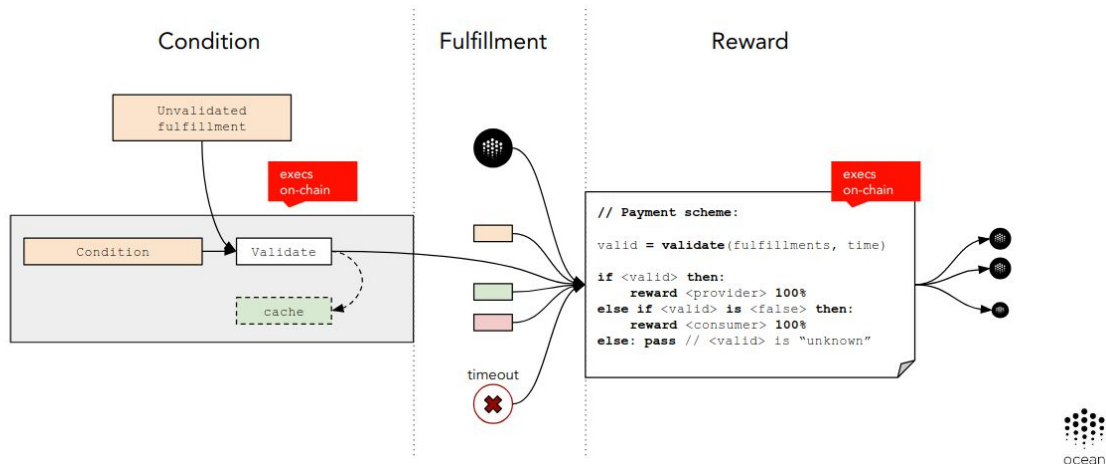 Condition
Fulfillment
Reward
Unvalidated
fulfillment
execs
on-chain
Condition
Validate
cache
timeout
execs
on-chain
// Payment scheme:
valid = validate(fulfillments, time)
if <valid> then:
reward <provider> 100%
else if <valid> is <false> then:
reward <consumer> 100%
else: pass // <valid> is “unknown”
ocean